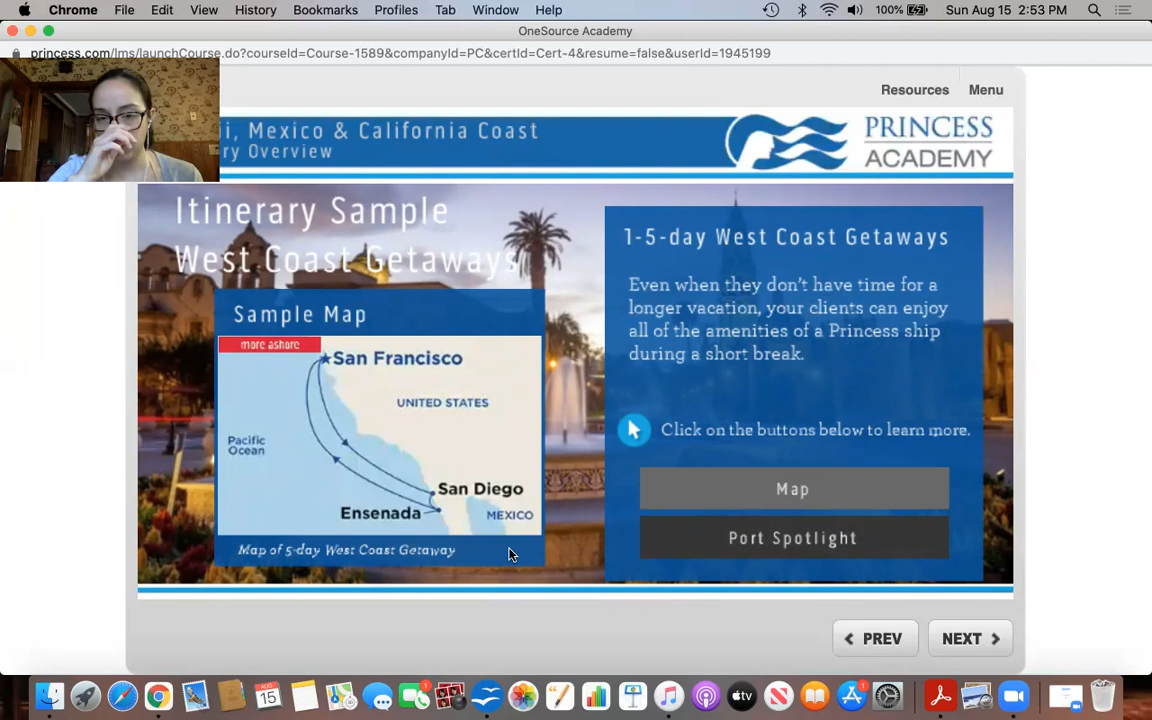 Chrome File Edit View History Bookmarks Profiles Tab Window Help 100% Sun Aug 15 2:53 PM
OneSource Academy
princess.com/lms/launchCourse.do?courseId=Course-1589&companyId=PC&certId=Cert-4&resume=false&userId=1945199
Resources Menu
i, Mexico & California Coast
ry Overview
PRINCESS
ACADEMY
Itinerary Sample
West Coast Getaways
Sample Map
more ashore
San Francisco
UNITED STATES
Pacific
Ocean
San Diego
Ensenada
MEXICO
Map of 5-day West Coast Getaway
1-5-day West Coast Getaways
Even when they don't have time for a
longer vacation, your clients can enjoy
all of the amenities of a Princess ship
during a short break.
Click on the buttons below to learn more.
Map
Port Spotlight
PREV
NEXT
AUG
15
1
tv
1